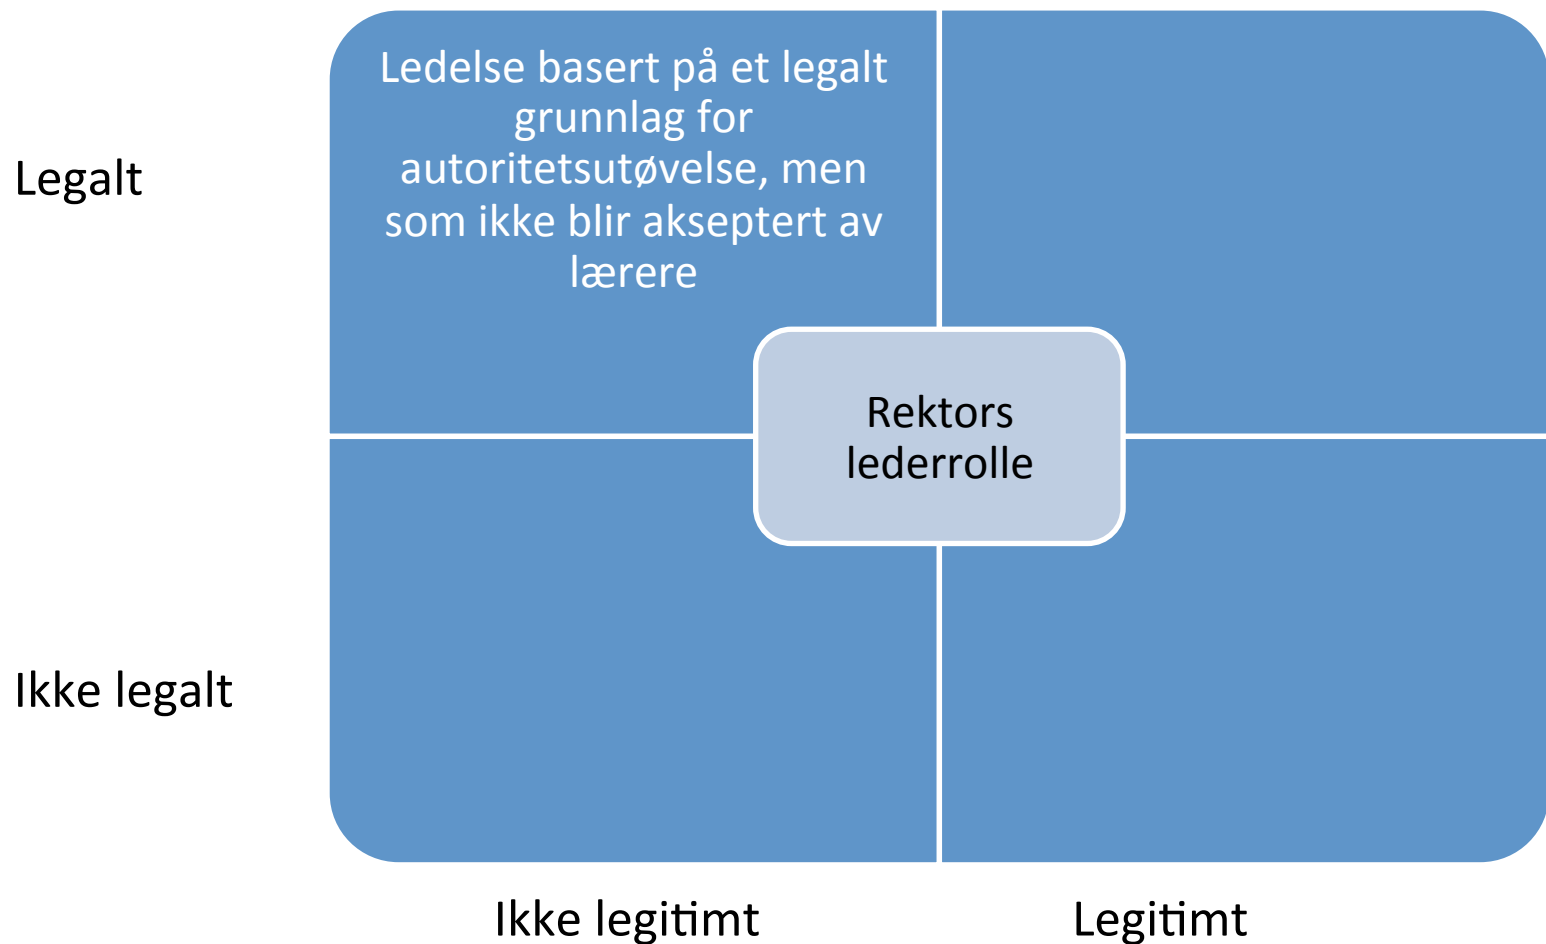 Ledelse basert på et legalt
grunnlag for
autoritetsutøvelse, men
som ikke blir akseptert av
lærere
Legalt
Rektors
lederrolle
Ikke legalt
Ikke legitimt
Legitimt